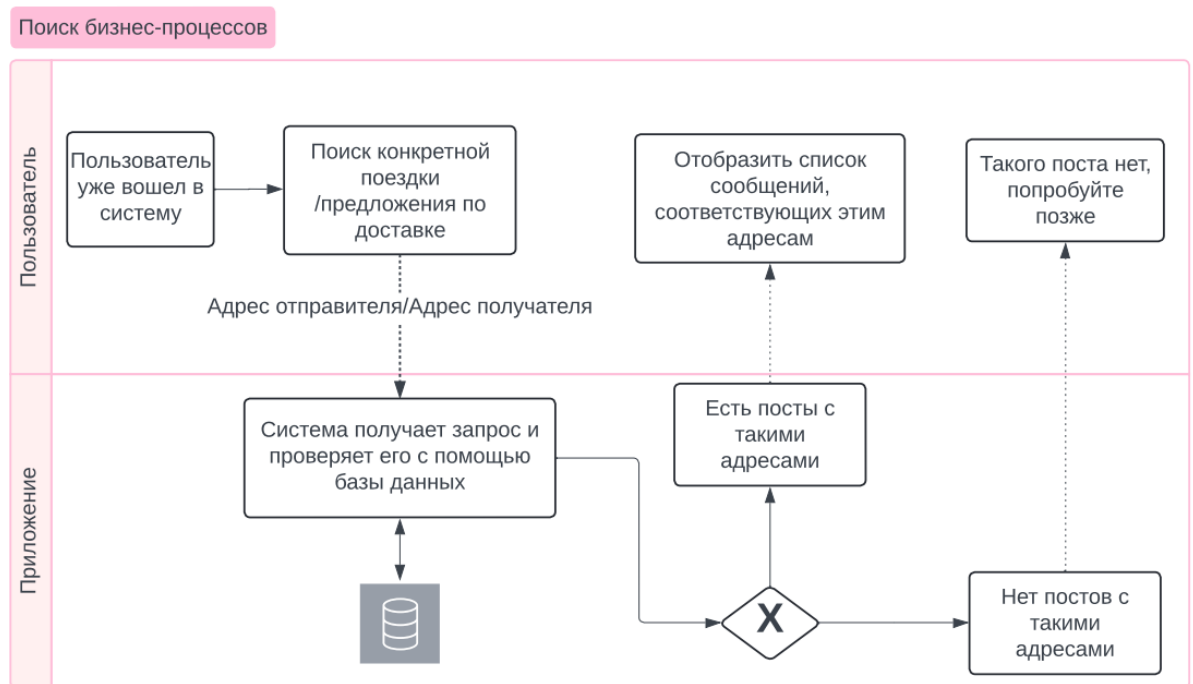 Поиск бизнес-процессов
Пользователь
Пользователь
уже вошел в
систему
Поиск конкретной
поездки
/предложения по
доставке
Отобразить список
сообщений,
соответствующих этим
адресам
Такого поста нет,
попробуйте
позже
Адрес отправителя/Адрес получателя
Приложение
Система получает запрос и
проверяет его с помощью
базы данных
Есть посты с
такими
адресами
X
Нет постов с
такими
адресами